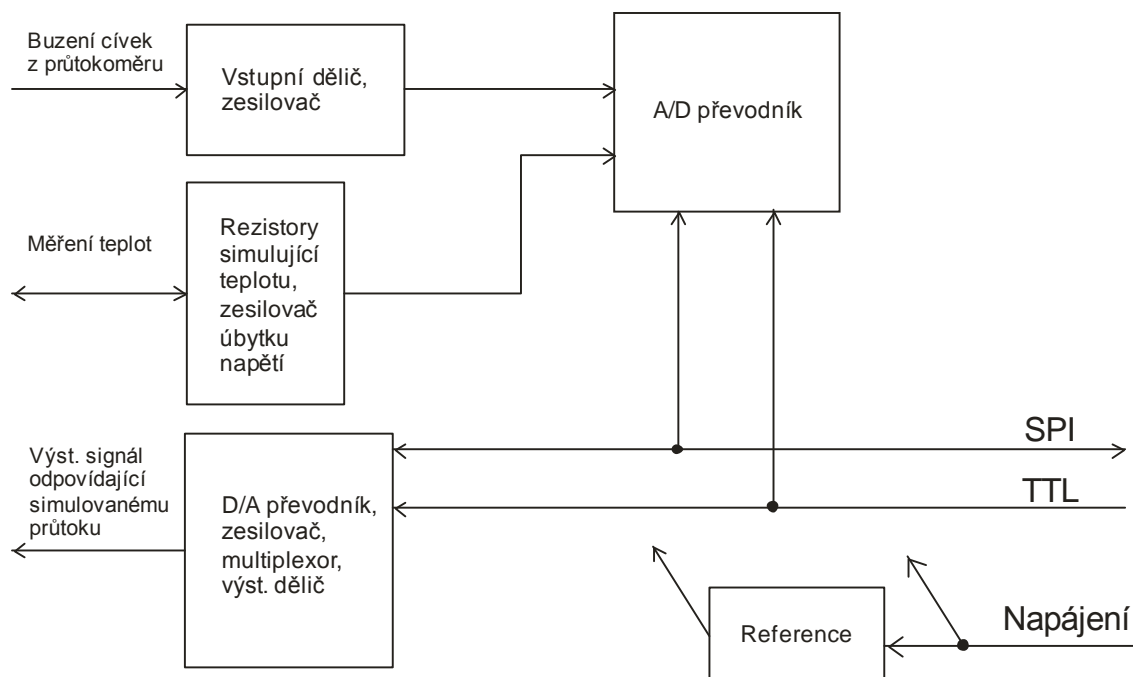 Buzení cívek
z průtokoměru
Vstupní dělič,
zesilovač
A/D převodník
Měření teplot
Rezistory
simulující
teplotu,
zesilovač
úbytku
napětí
SPI
TTL
Výst. signál
odpovídající
simulovanému
průtoku
D/A převodník,
zesilovač,
multiplexor,
výst. dělič
Reference
Napájení